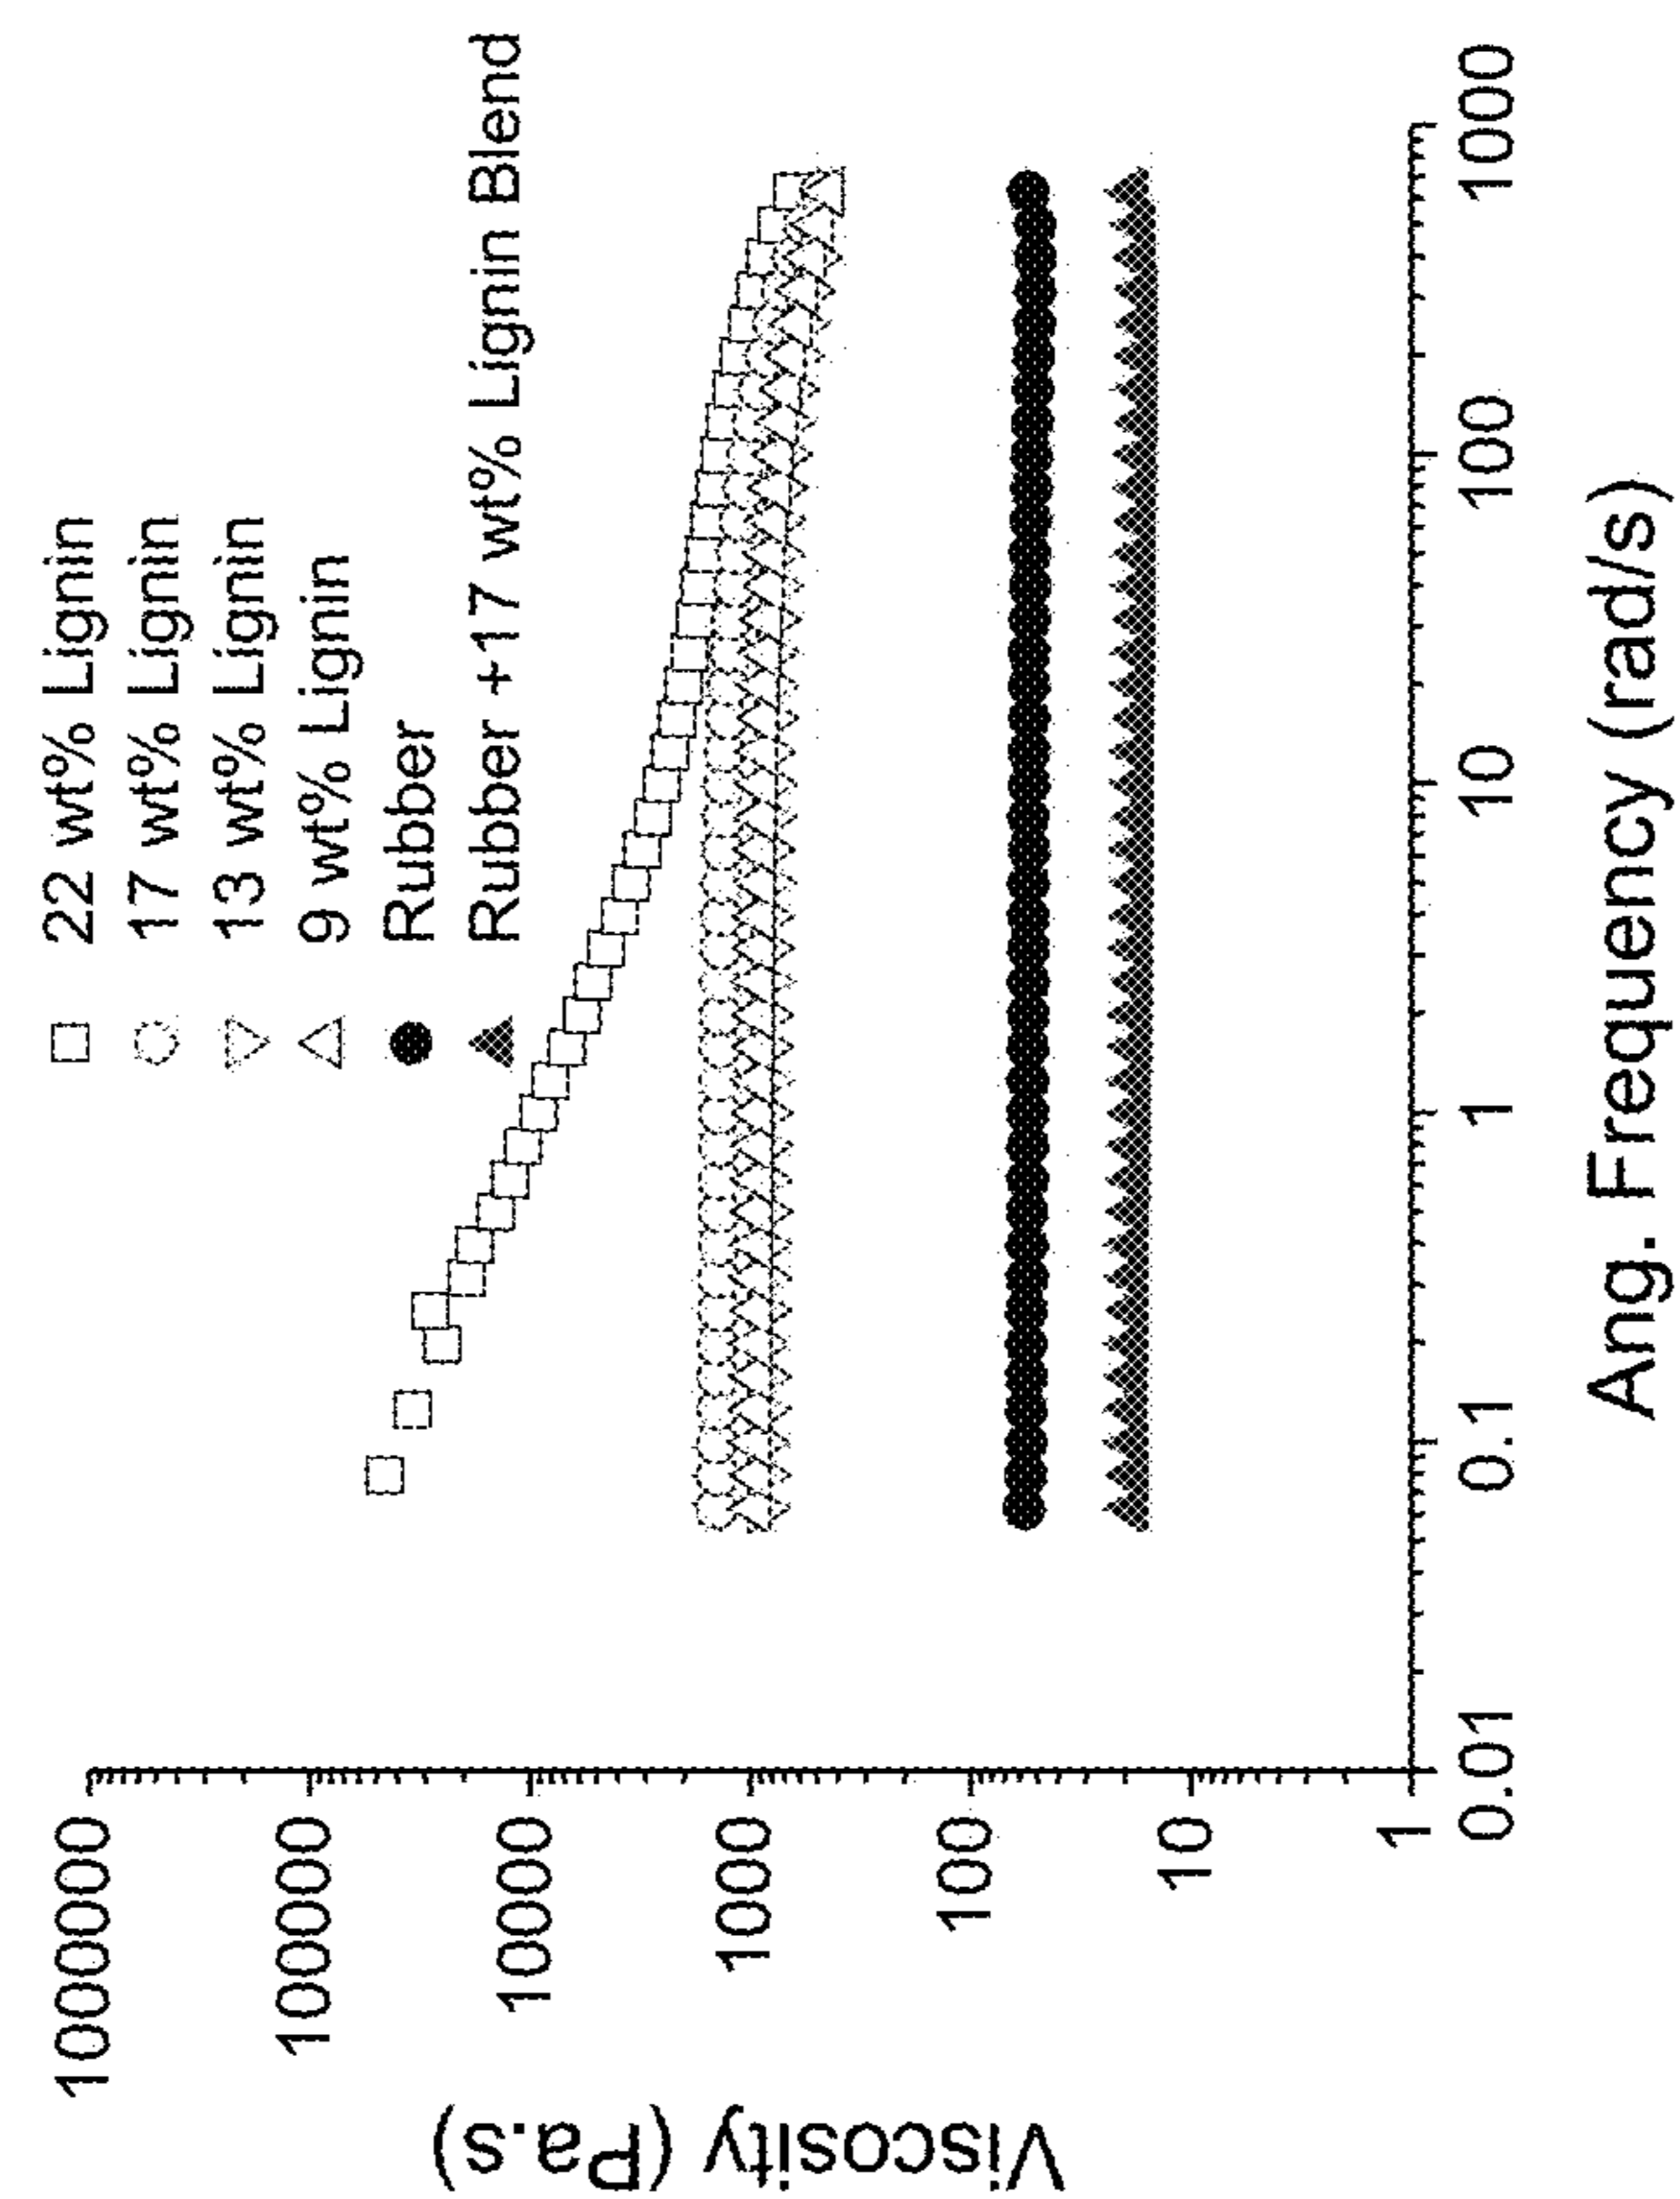 22 wt% Lignin
17 wt% Lignin
13 wt% Lignin
9 wt% Lignin
Rubber
Rubber +17 wt% Lignin Blend
Viscosity (Pa.s)
1000000
100000
10000
1000
100
10
1
0.01
0.1
1
10
100
1000
Ang. Frequency (rad/s)